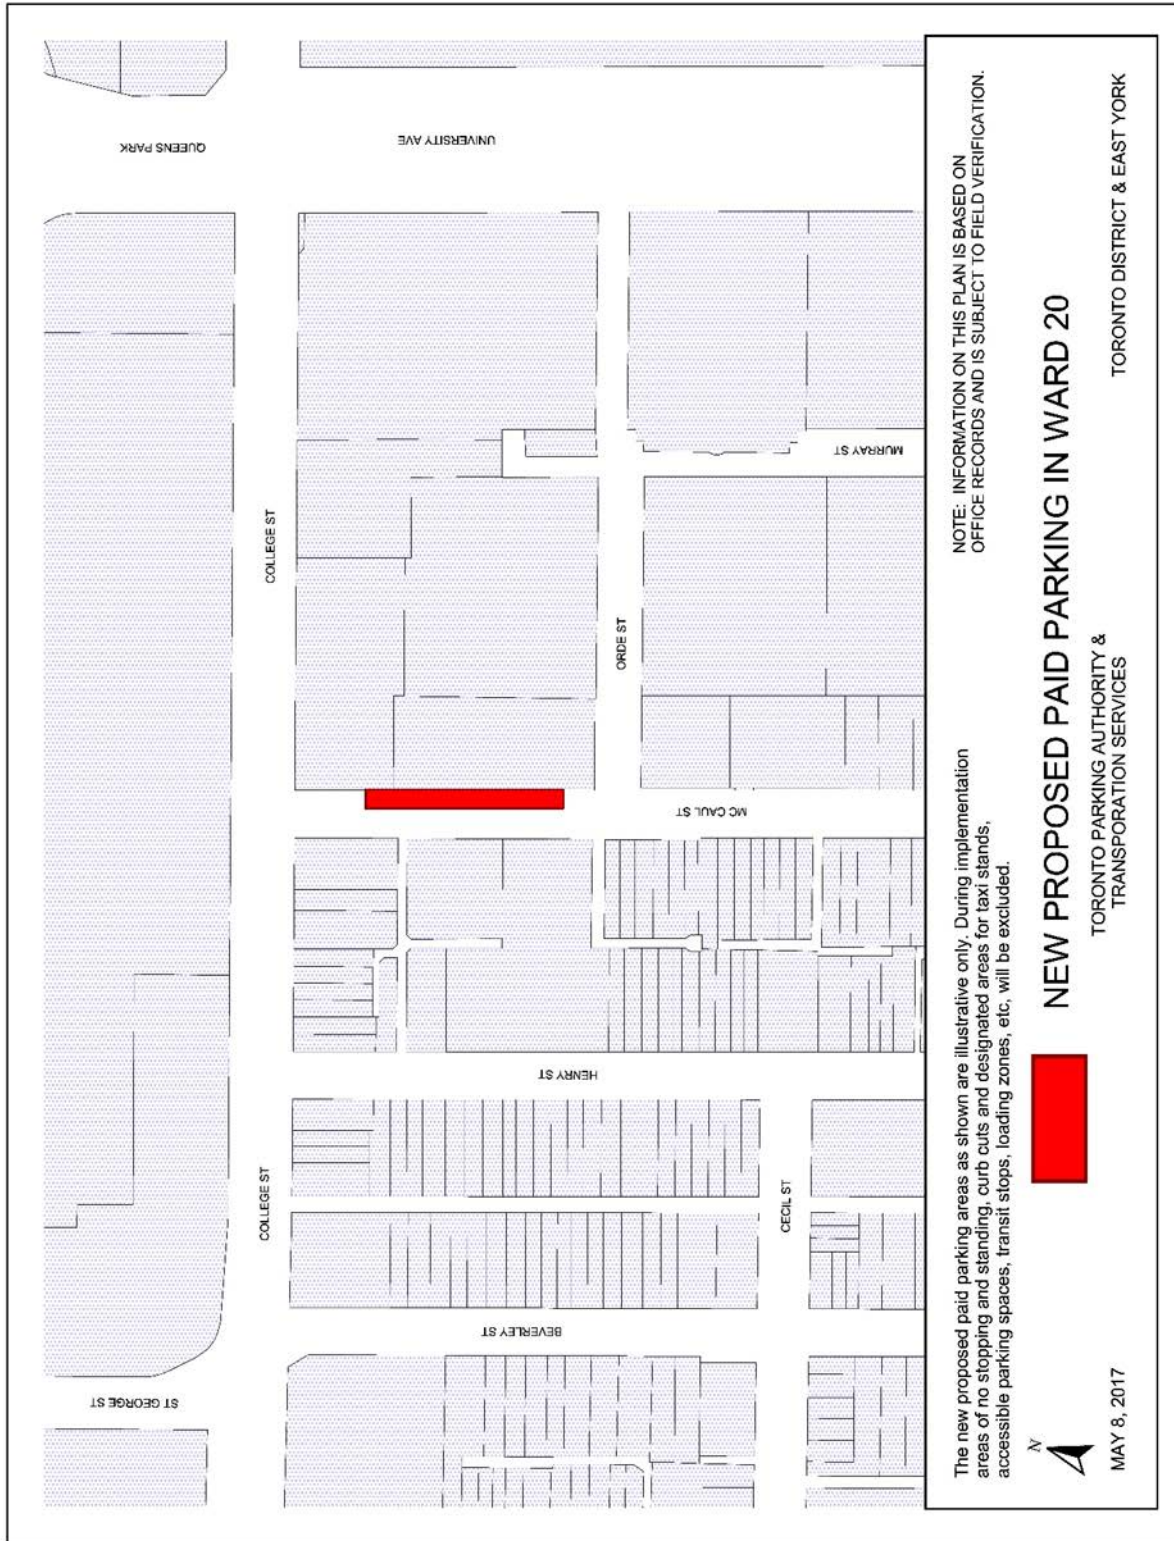 ST GEORGE ST
QUEENS PARK
COLLEGE ST
COLLEGE ST
UNIVERSITY AVE
BEVERLEY ST
HENRY ST
ORDE ST
MC CAUL ST
CECIL ST
MURRAY ST
The new proposed paid parking areas as shown are illustrative only. During implementation
areas of no stopping and standing, curb cuts and designated areas for taxi stands,
accessible parking spaces, transit stops, loading zones, etc, will be excluded.
NOTE: INFORMATION ON THIS PLAN IS BASED ON
OFFICE RECORDS AND IS SUBJECT TO FIELD VERIFICATION.
N
NEW PROPOSED PAID PARKING IN WARD 20
TORONTO PARKING AUTHORITY &
TRANSPORATION SERVICES
MAY 8, 2017
TORONTO DISTRICT & EAST YORK